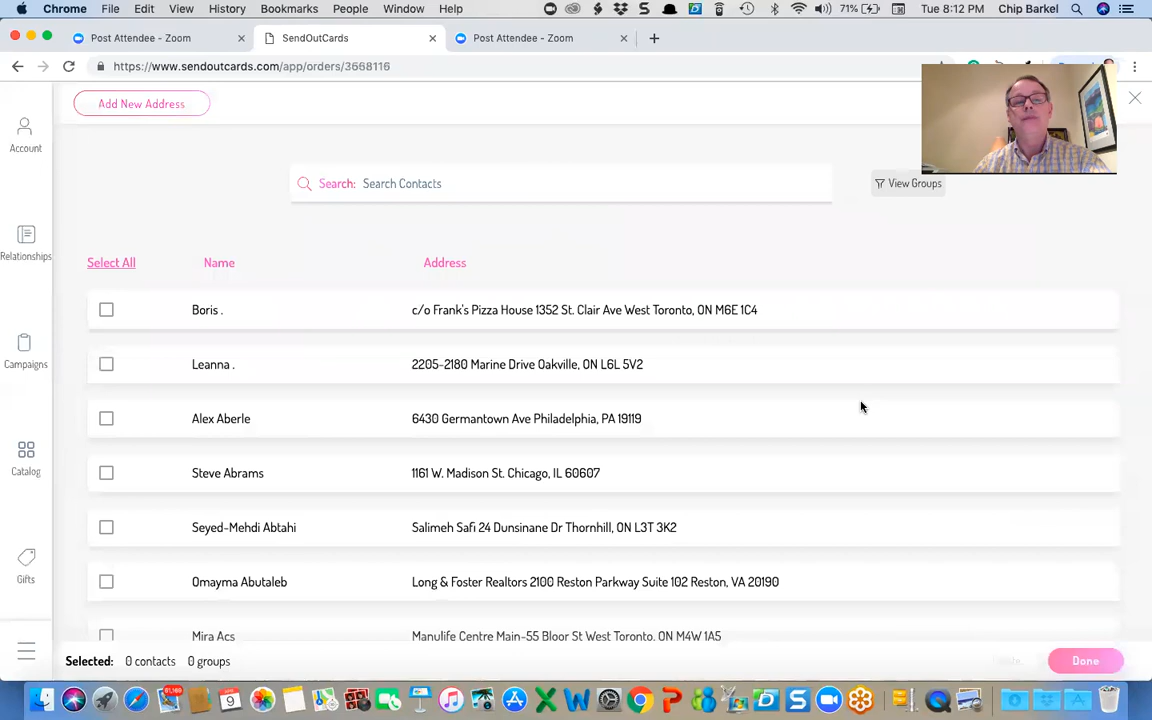 Chrome File Edit View History Bookmarks People Window Help 71% Tue 8:12 PM Chip Barkel
Post Attendee - Zoom SendOutCards Post Attendee - Zoom
https://www.sendoutcards.com/app/orders/3668116
Add New Address
Account
Search: Search Contacts
View Groups
Relationships
Select All Name Address
Boris . c/o Frank's Pizza House 1352 St. Clair Ave West Toronto, ON M6E 1C4
Campaigns
Leanna . 2205-2180 Marine Drive Oakville, ON L6L 5V2
Alex Aberle 6430 Germantown Ave Philadelphia, PA 19119
Catalog
Steve Abrams 1161 W. Madison St. Chicago, IL 60607
Seyed-Mehdi Abtahi Salimeh Safi 24 Dunsinane Dr Thornhill, ON L3T 3K2
Gifts
Omayma Abutaleb Long & Foster Realtors 2100 Reston Parkway Suite 102 Reston, VA 20190
Mira Acs Manulife Centre Main-55 Bloor St West Toronto, ON M4W 1A5
Selected: 0 contacts 0 groups
Done